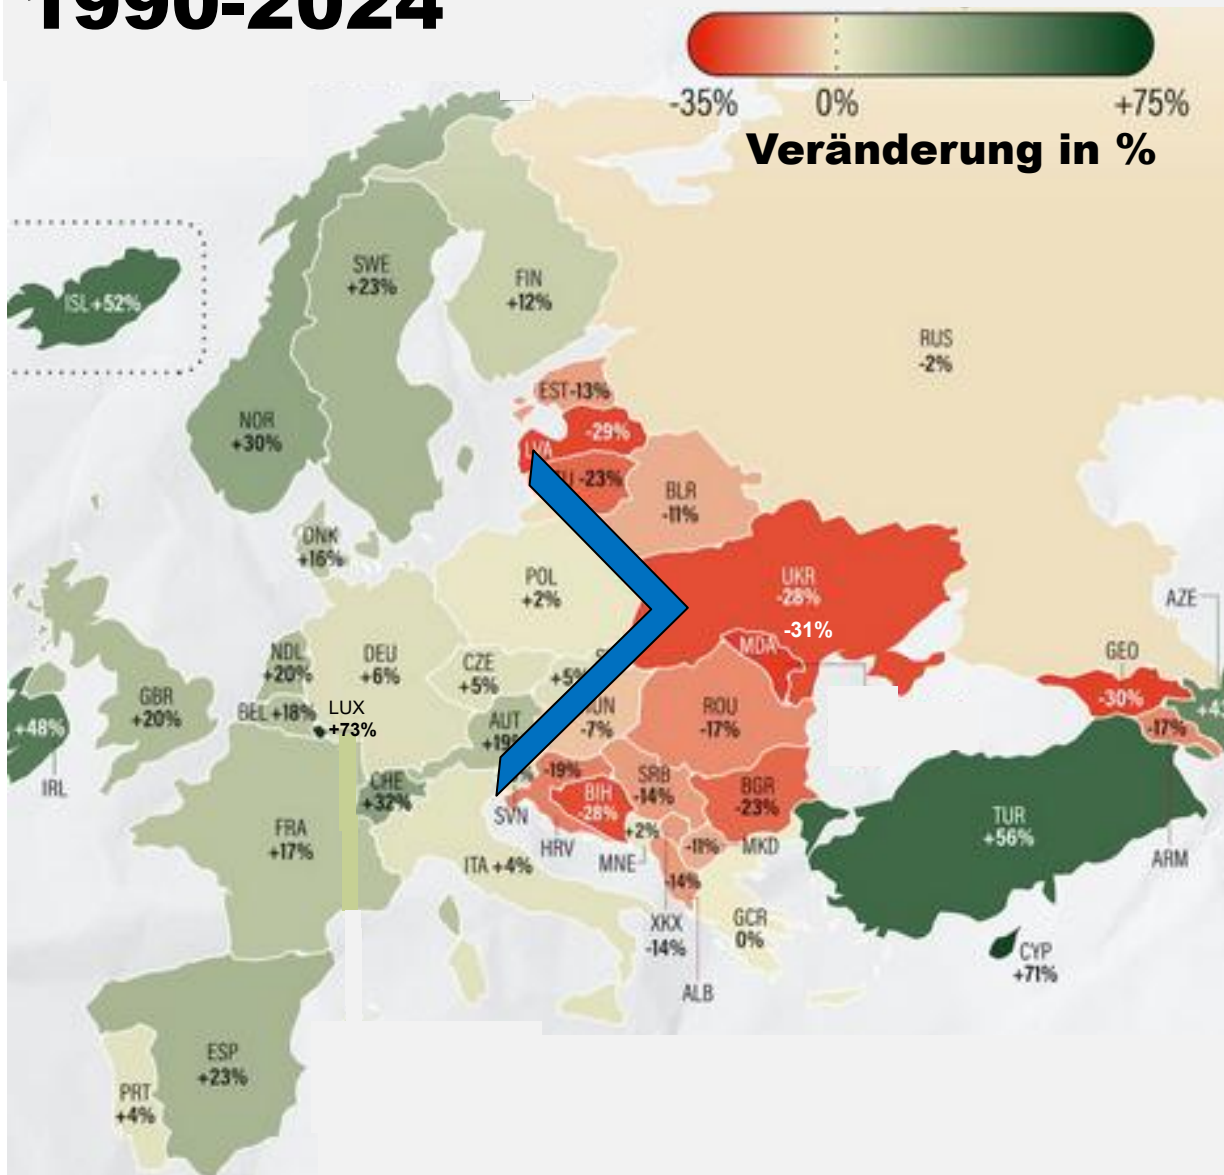 1990-2024
-35% 0% +75%
Veränderung in %
SWE
+23%
FIN
+12%
ISL +52%
RUS
-2%
EST -13%
NOR
+30%
-29%
LVA
-23%
BLR
-11%
DNK
+16%
POL
+2%
UKR
-28%
AZE
-31%
MDA
NDL
+20%
DEU
+6%
CZE
+5%
+5%
GEO
-30%
GBR
+20%
BEL +18%
LUX
+73%
AUT
-7%
ROU
-17%
+48%
-17%
IRL
CHE
+32%
-19%
BIH
-28%
SRB
-14%
BGR
-23%
SVN
TUR
+56%
FRA
+17%
+2%
HRV
MNE
-11%
MKD
ITA +4%
ARM
-14%
XKX
-14%
GCR
0%
CYP
+71%
ALB
ESP
+23%
PRT
+4%